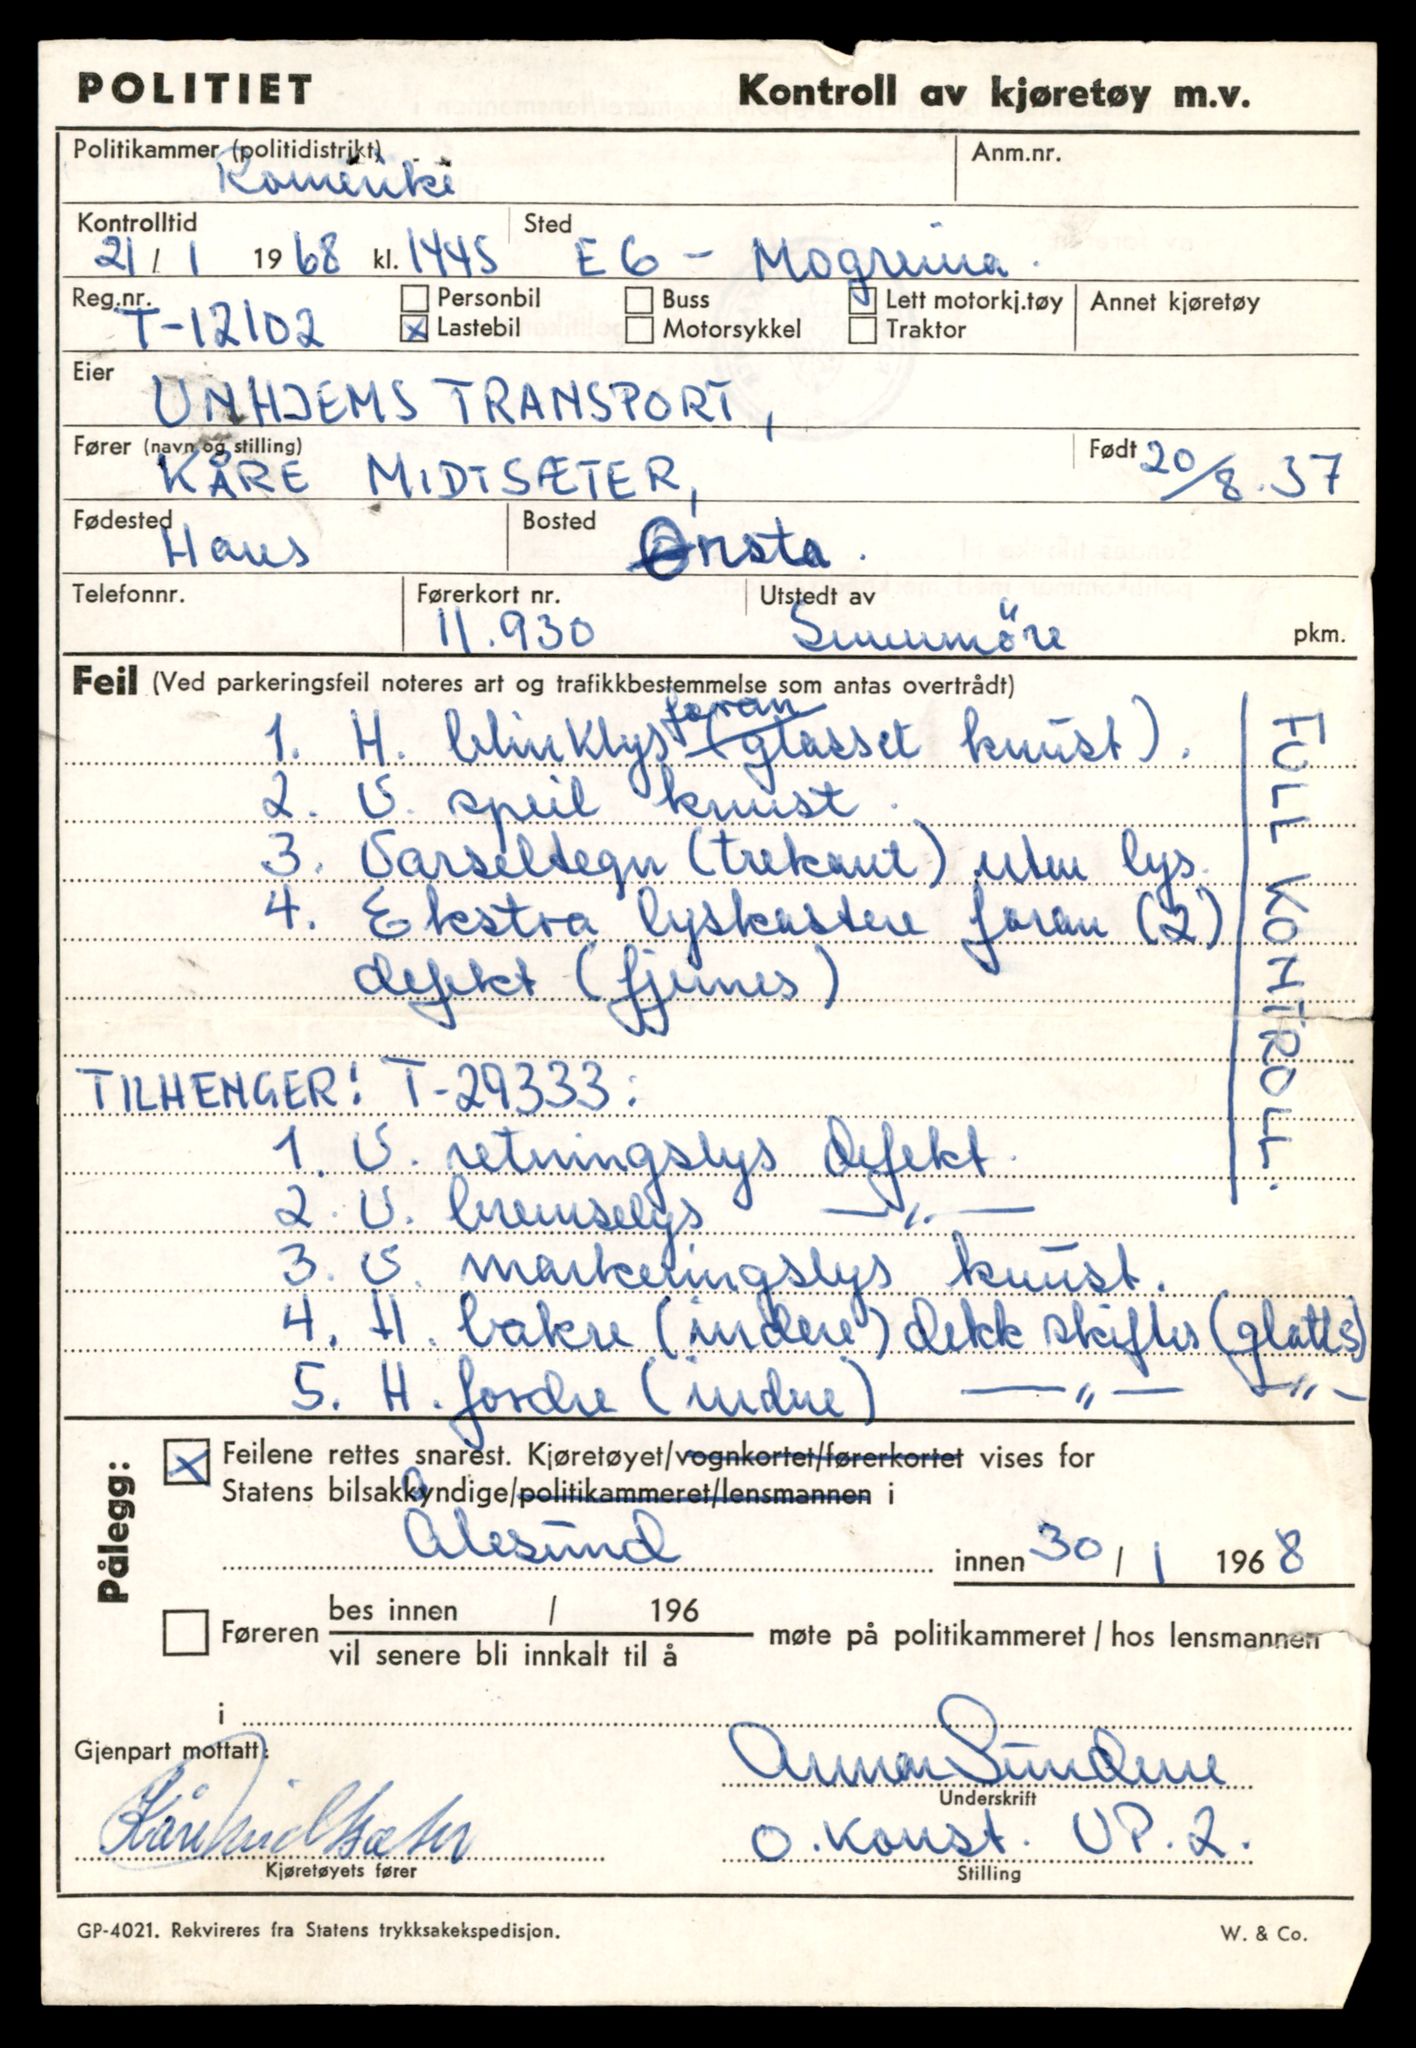 POLITIET Kontroll av kjøretøy m.v.
Politikammer (politidistrikt) Anm.nr.
Romerike
Kontrolltid Sted
21 / 1 1968 kl. 1445 E6 - Mogreina.
Reg.nr. Personbil Buss Lett motorkj.tøy Annet kjøretøy
T-12102 x Lastebil Motorsykkel Traktor
Eier
UNHJEMS TRANSPORT,
Fører (navn og stilling) Født 20/8.37
KÅRE MIDTSÆTER,
Fødested Bosted
Haus Ørsta.
Telefonnr. Førerkort nr. Utstedt av
11.930 Sunnmöre pkm.
Feil (Ved parkeringsfeil noteres art og trafikkbestemmelse som antas overtrådt)
foran
1. H. blinklys (glasset knust).
2. V. speil knust.
3. Varseltegn (trekant) uten lys.
4. Ekstra lyskastere foran (2)
defekt (fjernes)
FULL KONTROLL.
TILHENGER: T-29333:
1. V. retningslys defekt.
2. V. bremselys —„—
3. V. markeringslys knust.
4. H. bakre (indre) dekk skiftes (glatts)
5. H. fordre (indre) —„— —„—
Pålegg:
x Feilene rettes snarest. Kjøretøyet/vognkortet/førerkortet vises for
Statens bilsakkyndige/politikammeret/lensmannen i
Ålesund innen 30 / 1 1968
bes innen / 196
Føreren møte på politikammeret / hos lensmannen
vil senere bli innkalt til å
i
Gjenpart mottatt:
Kåre Midtsæter Arnar Sundene
Underskrift
o. konst. UP. 2.
Kjøretøyets fører Stilling
GP-4021. Rekvireres fra Statens trykksakekspedisjon. W. & Co.